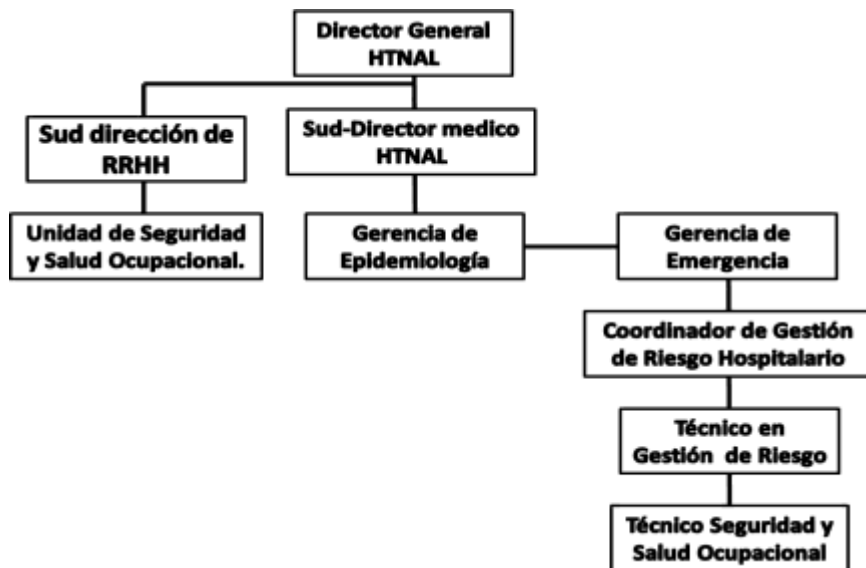 Director General
HTNAL
Sud dirección de
RRHH
Sud-Director medico
HTNAL
Unidad de Seguridad
y Salud Ocupacional.
Gerencia de
Epidemiología
Gerencia de
Emergencia
Coordinador de Gestión
de Riesgo Hospitalario
Técnico en
Gestión de Riesgo
Técnico Seguridad y
Salud Ocupacional